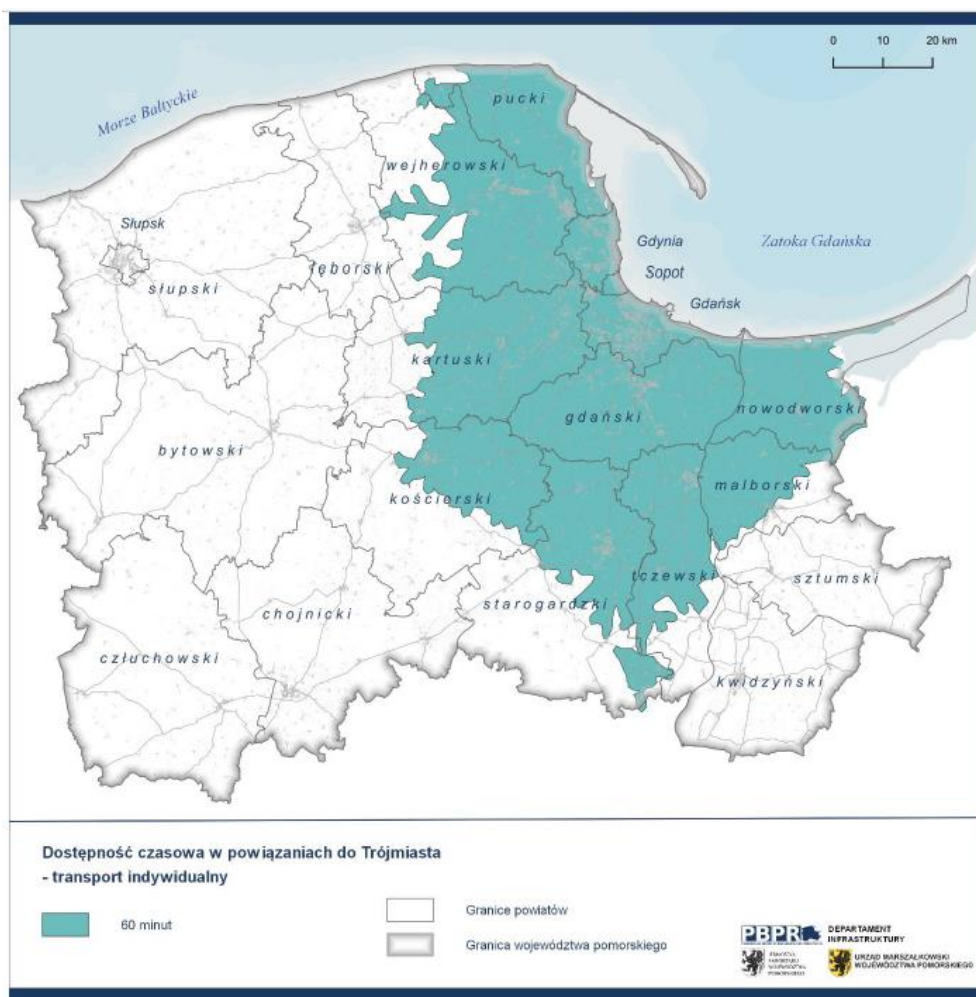 0 10 20 km
Morze Bałtyckie
pucki
wejherowski
Słupsk
Gdynia
Zatoka Gdańska
słupski
łęborski
Sopot
Gdańsk
kartuski
gdański
nowodworski
bytowski
kościerski
malborski
tczewski
sztumski
chojnicki
starogardzki
człuchowski
kwidzyński
Dostępność czasowa w powiązaniach do Trójmiasta
- transport indywidualny
60 minut
Granice powiatów
Granica województwa pomorskiego
PBPR
DEPARTAMENT
INFRASTRUKTURY
URZĄD MARSZAŁKOWSKI
WOJEWÓDZTWA POMORSKIEGO